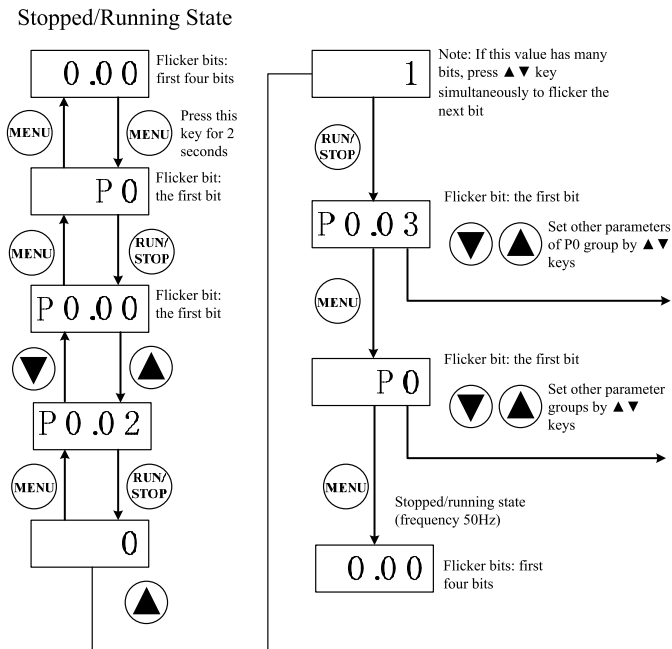 Stopped/Running State
0.00
Flicker bits:
first four bits
MENU
MENU
Press this
key for 2
seconds
P0
Flicker bit:
the first bit
MENU
RUN/
STOP
P0.00
Flicker bit:
the first bit
▼
▲
P0.02
MENU
RUN/
STOP
0
▲
1
Note: If this value has many
bits, press ▲▼ key
simultaneously to flicker the
next bit
RUN/
STOP
Flicker bit: the first bit
P0.03
▼ ▲
Set other parameters
of P0 group by ▲▼
keys
MENU
Flicker bit: the first bit
P0
▼ ▲
Set other parameter
groups by ▲▼
keys
MENU
Stopped/running state
(frequency 50Hz)
0.00
Flicker bits: first
four bits